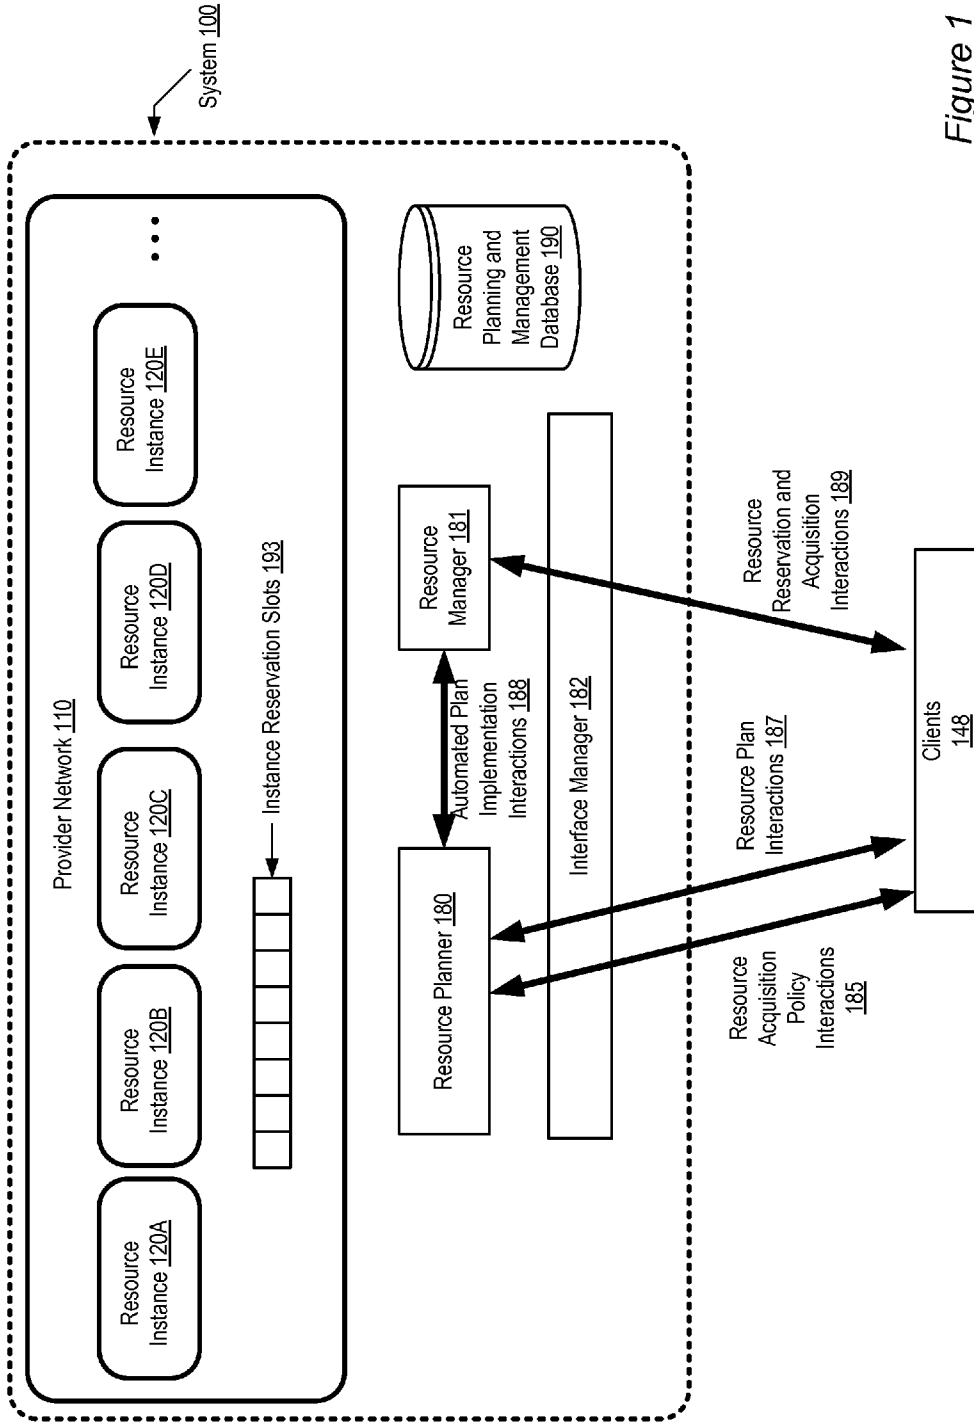 System 100
Provider Network 110
Resource
Instance 120A
Resource
Instance 120B
Resource
Instance 120C
Resource
Instance 120D
Resource
Instance 120E
Instance Reservation Slots 193
Resource Planner 180
Automated Plan
Implementation
Interactions 188
Resource
Manager 181
Resource
Planning and
Management
Database 190
Interface Manager 182
Resource
Acquisition
Policy
Interactions
185
Resource Plan
Interactions 187
Resource
Reservation and
Acquisition
Interactions 189
Clients
148
Figure 1